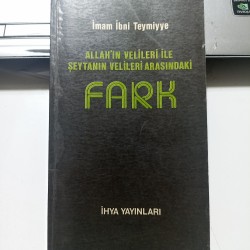 İmam İbni Teymiyye
ALLAH'IN VELİLERİ İLE
ŞEYTANIN VELİLERİ ARASINDAKİ
FARK
İHYA YAYINLARI